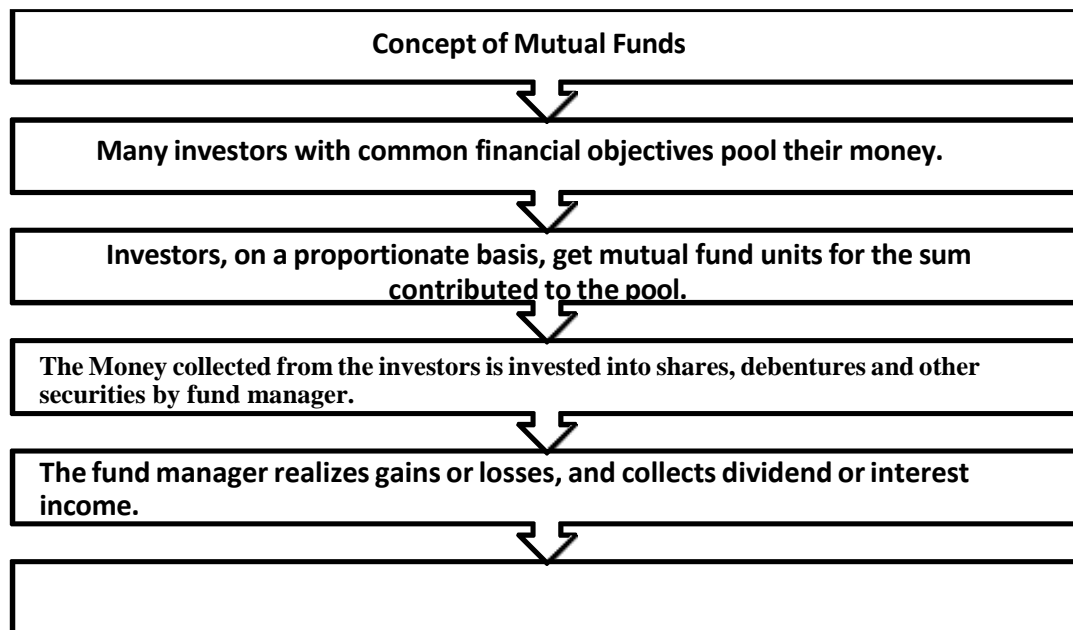 Concept of Mutual Funds
Many investors with common financial objectives pool their money.
Investors, on a proportionate basis, get mutual fund units for the sum
contributed to the pool.
The Money collected from the investors is invested into shares, debentures and other
securities by fund manager.
The fund manager realizes gains or losses, and collects dividend or interest
income.